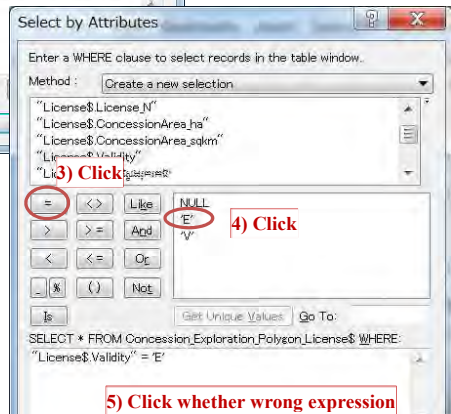 Select by Attributes
Enter a WHERE clause to select records in the table window.
Method : Create a new selection
"License$.License_N"
"License$.ConcessionArea_ha"
"License$.ConcessionArea_sqkm"
"License$.Validity"
"Lic
3) Click
= <> Like
> >= And
< <= Or
_ % () Not
Is
NULL
'E'
'V'
4) Click
Get Unique Values Go To:
SELECT * FROM Concession_Exploration_Polygon_License$ WHERE:
"License$.Validity" = 'E'
5) Click whether wrong expression